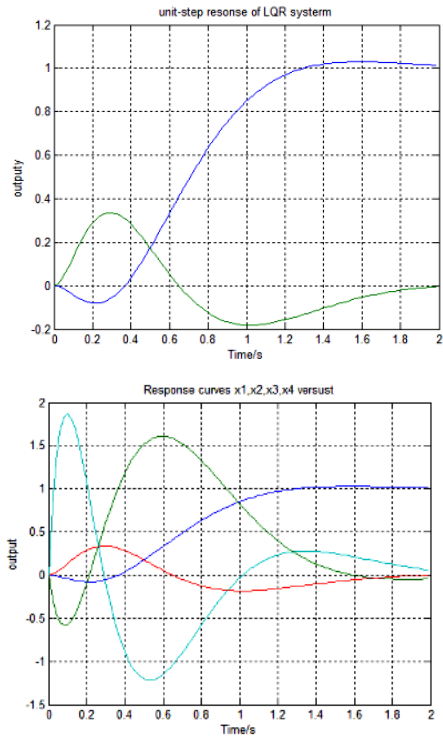 unit-step resonse of LQR systerm
1.2
1
0.8
0.6
0.4
0.2
0
-0.2
outputy
0 0.2 0.4 0.6 0.8 1 1.2 1.4 1.6 1.8 2
Time/s
Response curves x1,x2,x3,x4 versust
2
1.5
1
0.5
0
-0.5
-1
-1.5
output
0 0.2 0.4 0.6 0.8 1 1.2 1.4 1.6 1.8 2
Time/s